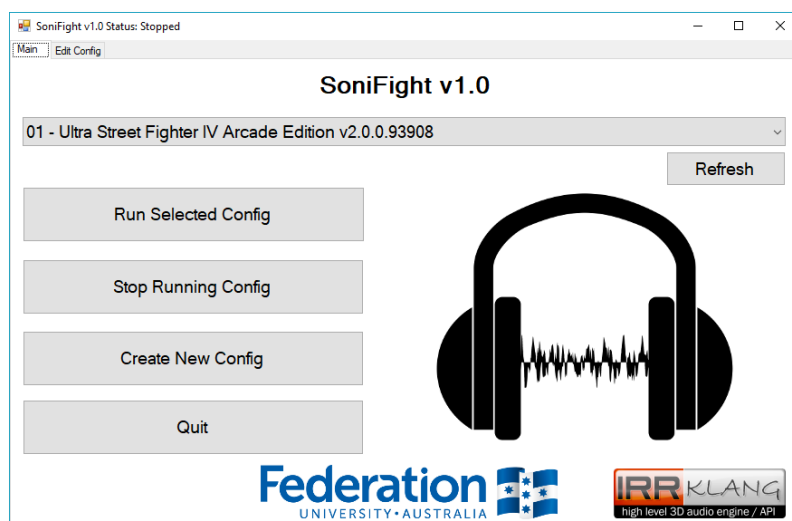 SoniFight v1.0 Status: Stopped
Main Edit Config
SoniFight v1.0
01 - Ultra Street Fighter IV Arcade Edition v2.0.0.93908
Refresh
Run Selected Config
Stop Running Config
Create New Config
Quit
Federation
UNIVERSITY•AUSTRALIA
IRR KLANG
high level 3D audio engine / API